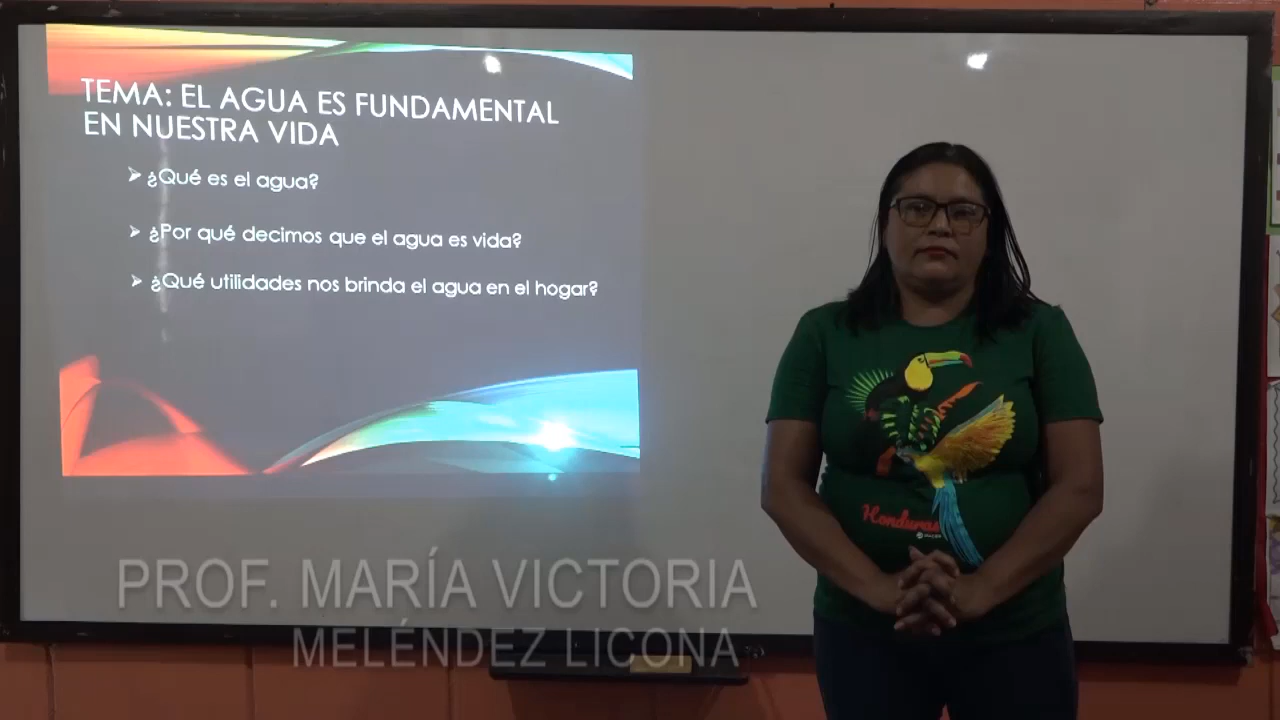 TEMA: EL AGUA ES FUNDAMENTAL
EN NUESTRA VIDA
¿Qué es el agua?
¿Por qué decimos que el agua es vida?
¿Qué utilidades nos brinda el agua en el hogar?
Honduras
PROF. MARÍA VICTORIA
MELÉNDEZ LICONA